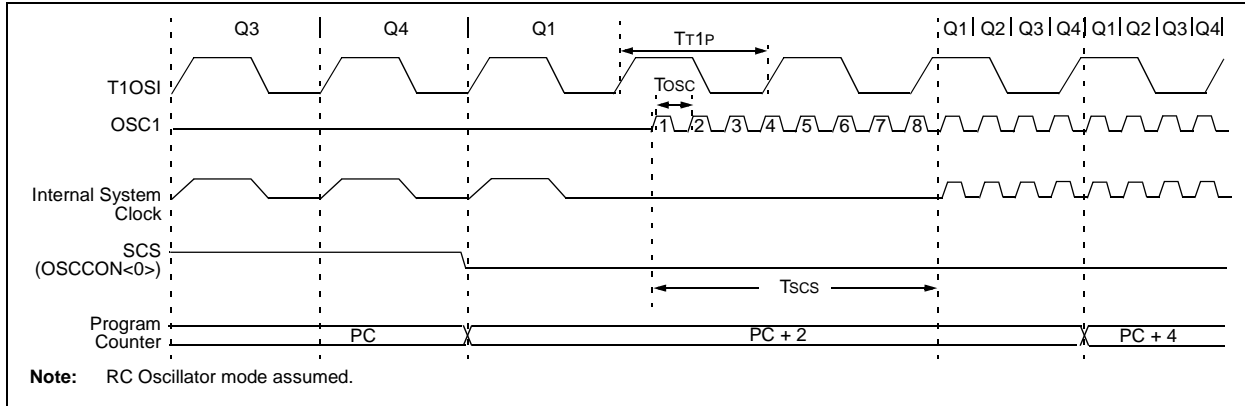 Q3 Q4 Q1 Q1 Q2 Q3 Q4 Q1 Q2 Q3 Q4
TT1P
T1OSI
TOSC
OSC1
1 2 3 4 5 6 7 8
Internal System
Clock
SCS
(OSCCON<0>)
TSCS
Program
Counter
PC PC + 2 PC + 4
Note: RC Oscillator mode assumed.